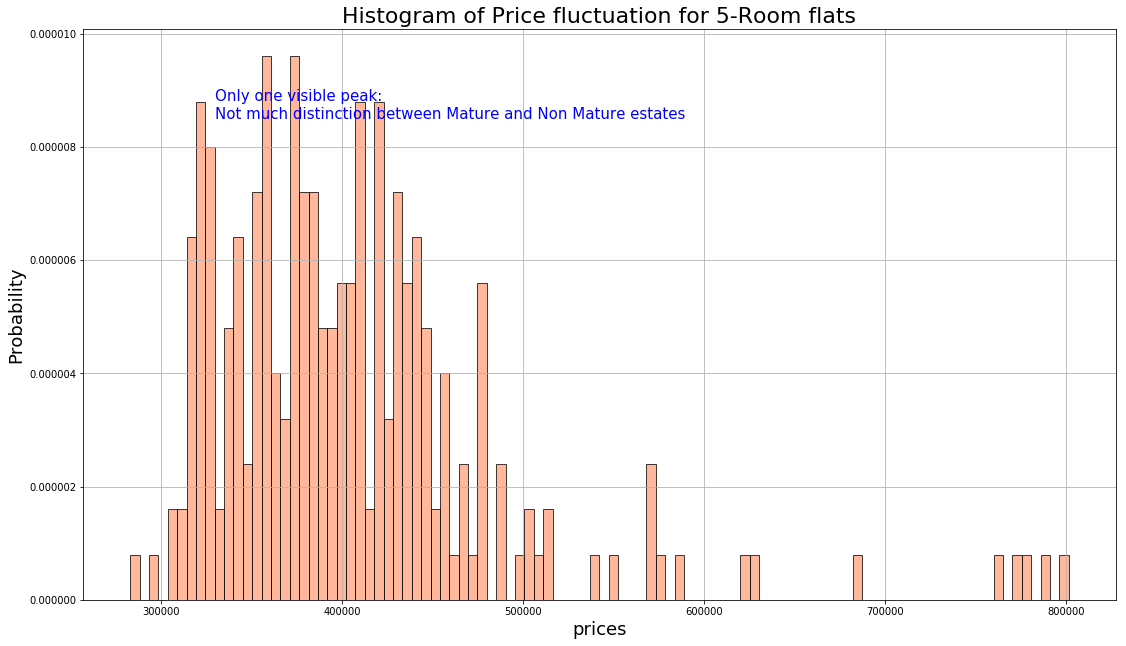 Histogram of Price fluctuation for 5-Room flats
0.000010
Only one visible peak:
Not much distinction between Mature and Non Mature estates
0.000008
0.000006
Probability
0.000004
0.000002
0.000000
300000 400000 500000 600000 700000 800000
prices